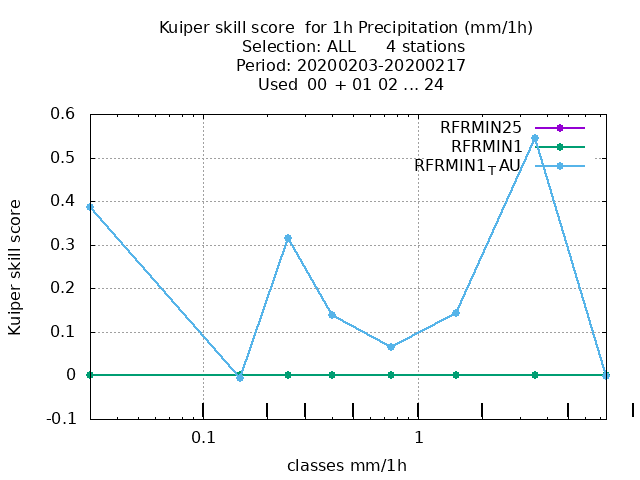 Kuiper skill score  for 1h Precipitation (mm/1h)
Selection: ALL      4 stations
Period: 20200203-20200217
Used  00  + 01 02 ... 24
RFRMIN25
RFRMIN1
RFRMIN1TAU
0.6
0.5
0.4
0.3
0.2
0.1
0
-0.1
Kuiper skill score
0.1
1
classes mm/1h